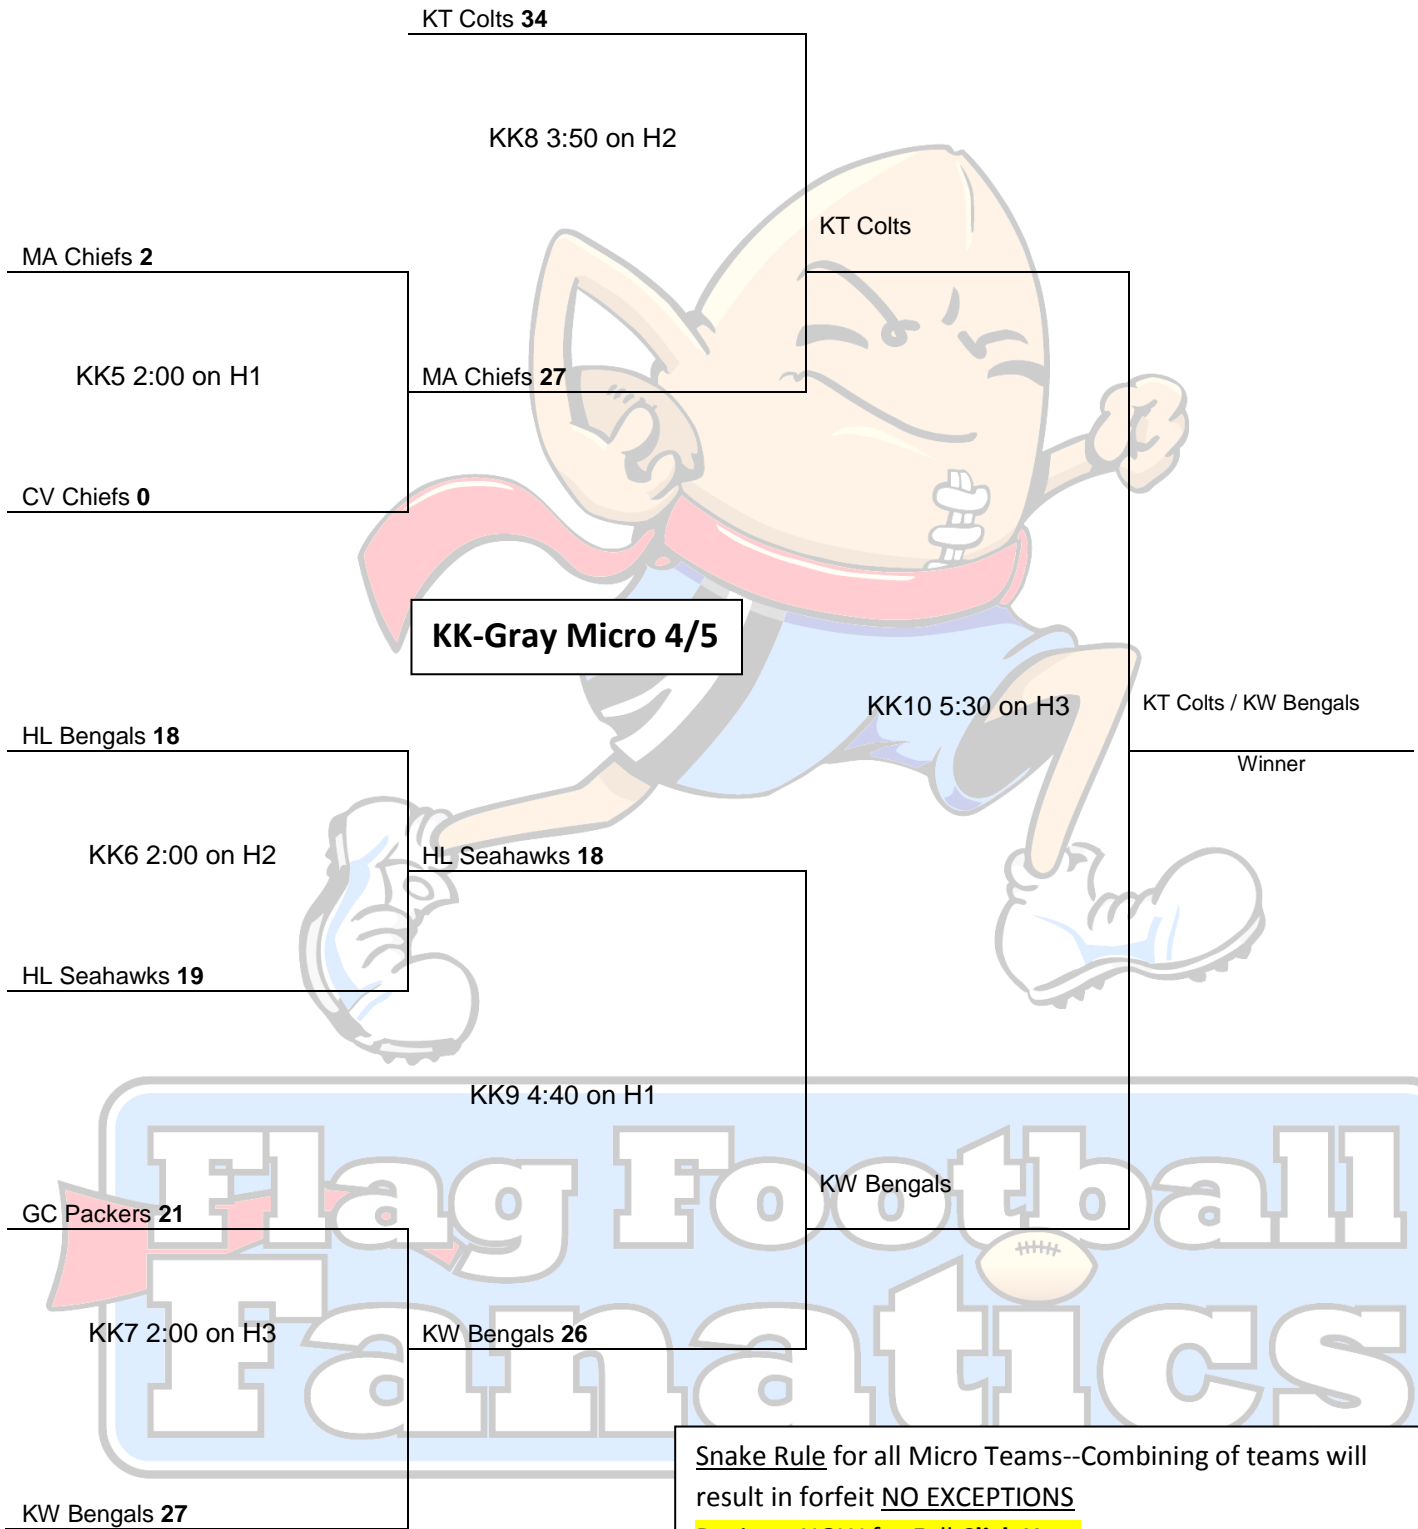 KT Colts 34
KK8 3:50 on H2
KT Colts
MA Chiefs 2
KK5 2:00 on H1
MA Chiefs 27
CV Chiefs 0
KK-Gray Micro 4/5
KK10 5:30 on H3
KT Colts / KW Bengals
HL Bengals 18
Winner
KK6 2:00 on H2
HL Seahawks 18
HL Seahawks 19
KK9 4:40 on H1
Flag Football
KW Bengals
GC Packers 21
Fanatics
KK7 2:00 on H3
KW Bengals 26
Snake Rule for all Micro Teams--Combining of teams will
result in forfeit NO EXCEPTIONS
KW Bengals 27